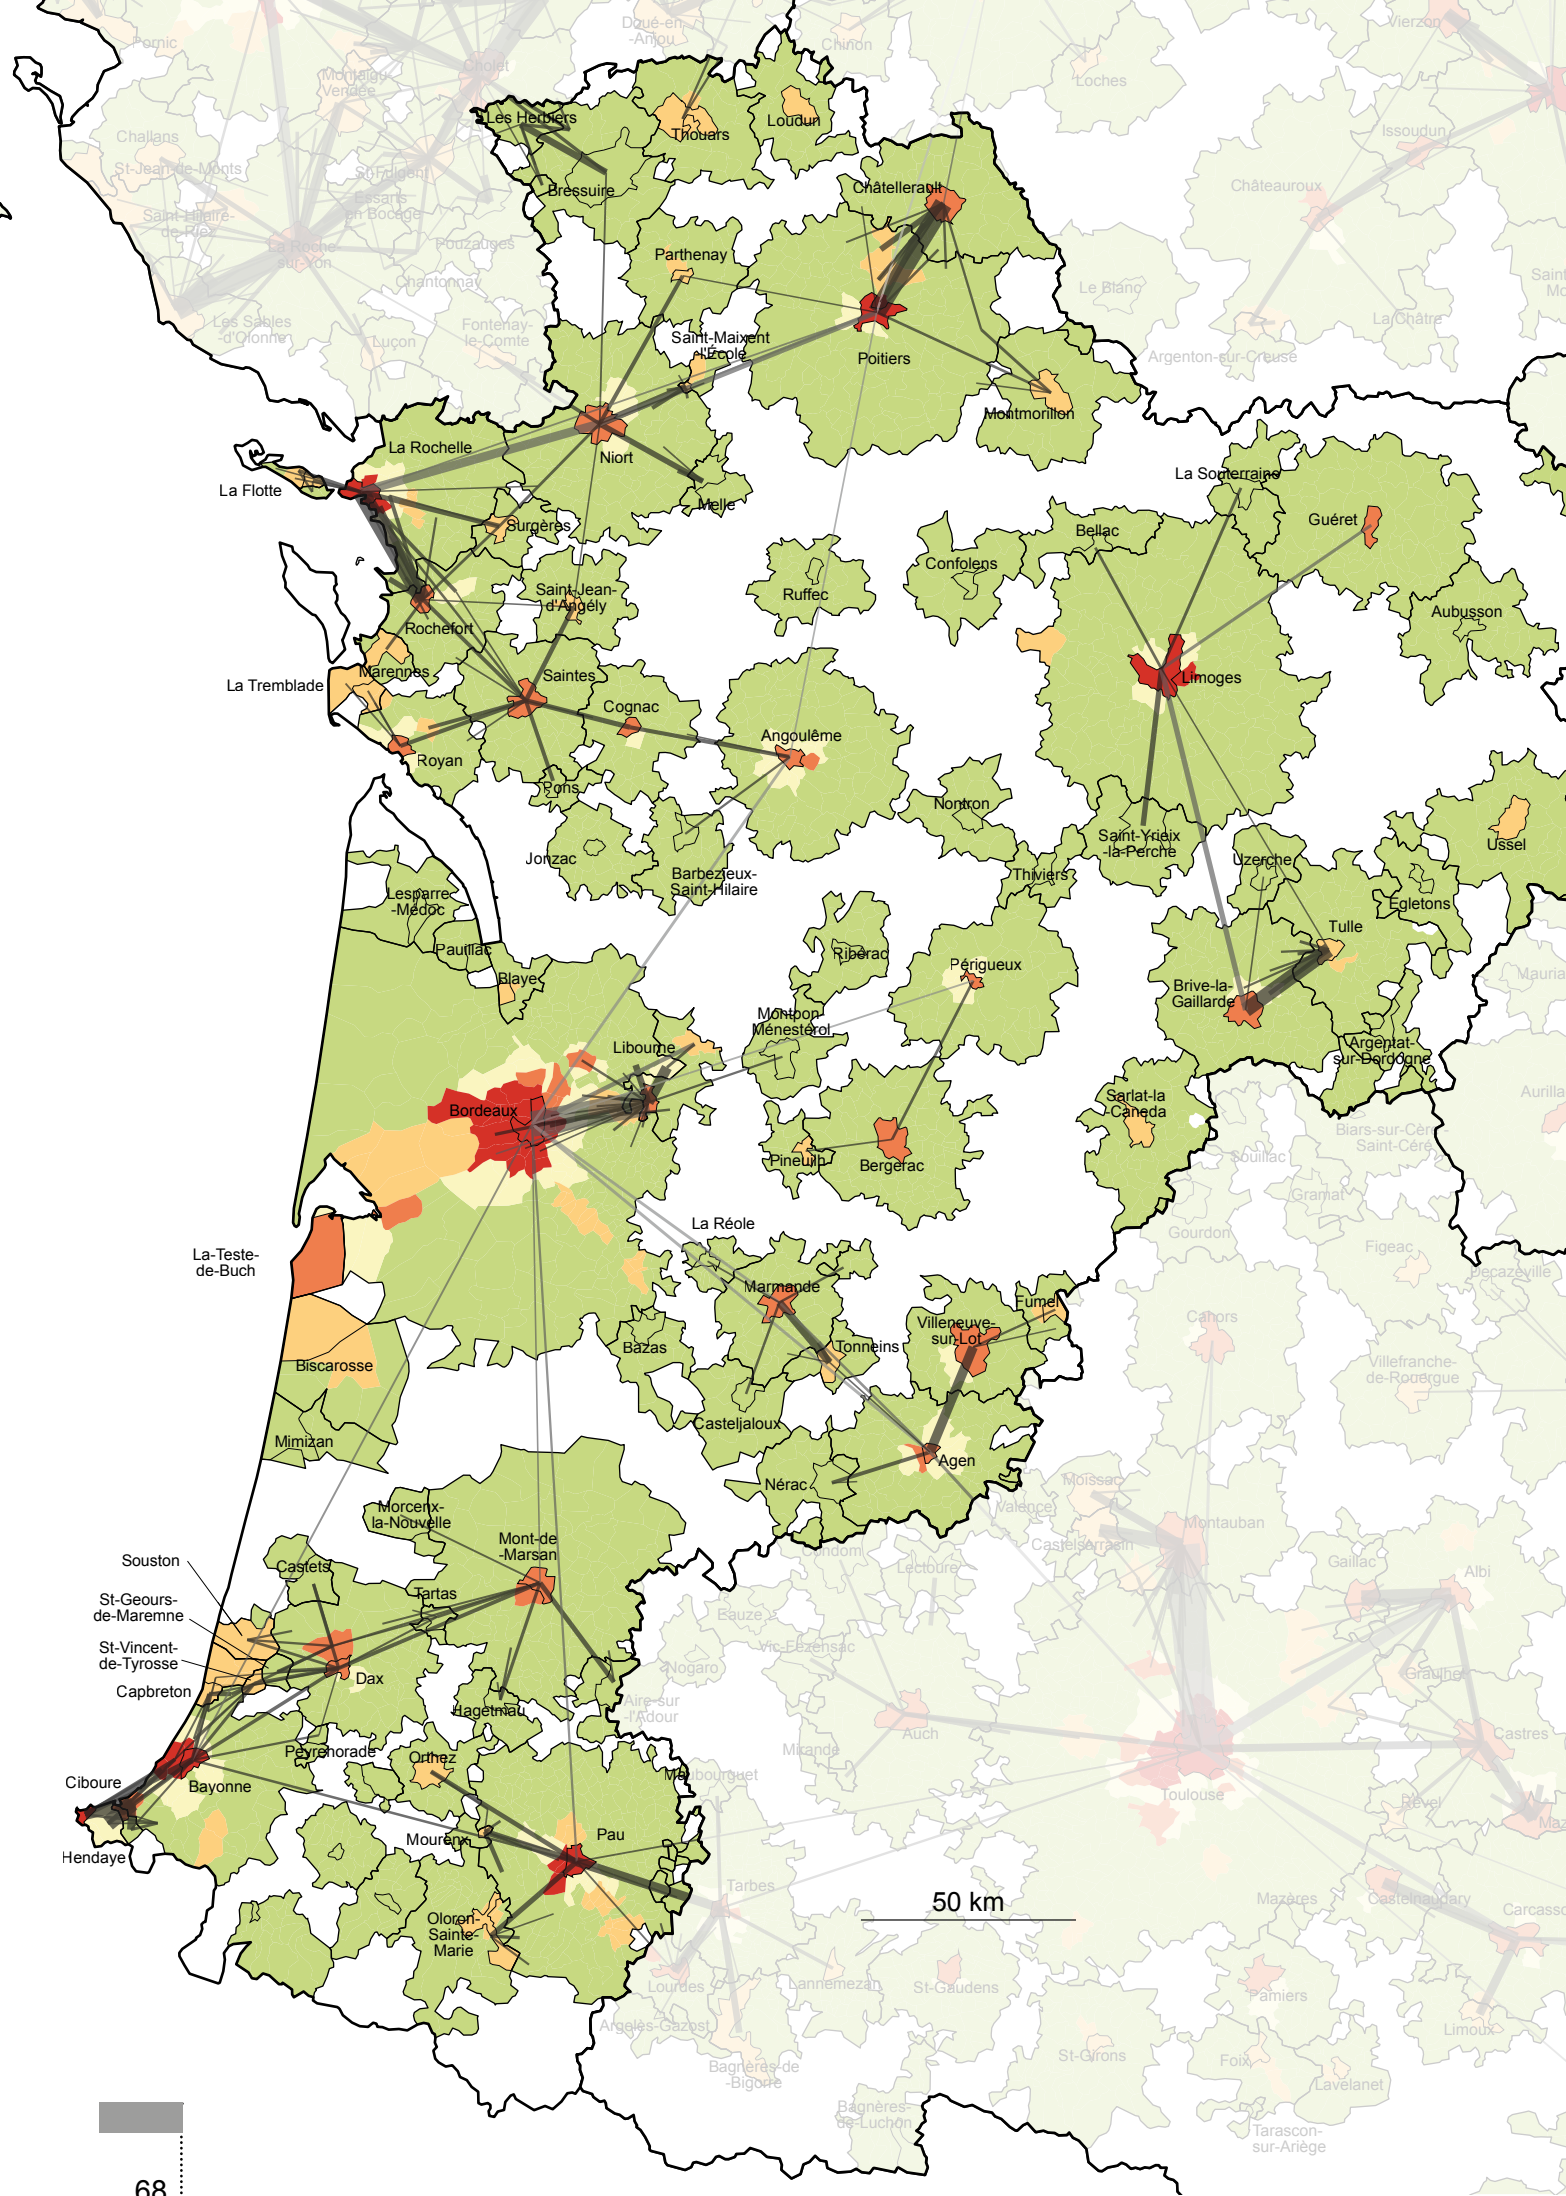 Doué-en-
-Anjou
Chinon
Vierzon
Pornic
Cholet
Montaigu-
Vendée
Loches
Les Herbiers
Thouars
Loudun
Challans
Issoudun
St-Jean-de-Monts
St-Fulgent
Bressuire
Châtellerault
Châteauroux
Essarts
en Bocage
Saint-Hilaire-
de-Riez
Pouzauges
La Roche-
sur-Yon
Parthenay
Chantonnay
Le Blanc
Les Sables
-d'Olonne
Fontenay-
le-Comte
Luçon
Saint-Maixent
-l'École
La Châtre
Poitiers
Argenton-sur-Creuse
Montmorillon
La Rochelle
Niort
La Souterraine
La Flotte
Melle
Guéret
Surgères
Bellac
Confolens
Saint-Jean-
d'Angély
Ruffec
Aubusson
Rochefort
Marennes
Saintes
La Tremblade
Limoges
Cognac
Angoulême
Royan
Pons
Nontron
Saint-Yrieix
-la-Perche
Ussel
Jonzac
Barbezieux-
Saint-Hilaire
Thiviers
Uzerche
Lesparre
-Médoc
Egletons
Tulle
Pauillac
Ribérac
Périgueux
Blaye
Brive-la-
Gaillarde
Mauria
Montpon-
Ménestérol
Libourne
Argentat-
sur-Dordogne
Bordeaux
Sarlat-la
-Canéda
Aurilla
Biars-sur-Cère
Saint-Céré
Pineuilh
Bergerac
Souillac
Gramat
La Réole
Gourdon
Figeac
La-Teste-
de-Buch
Decazeville
Marmande
Fumel
Villeneuve-
sur-Lot
Cahors
Bazas
Tonneins
Biscarosse
Villefranche-
de-Rouergue
Casteljaloux
Mimizan
Agen
Nérac
Moissac
Valence
Morcenx-
la-Nouvelle
Montauban
Castelsarrasin
Mont-de
-Marsan
Condom
Lectoure
Gaillac
Albi
Souston
Castets
Tartas
St-Geours-
de-Maremne
Eauze
Vic-Fezensac
St-Vincent-
de-Tyrosse
Nogaro
Graulhet
Dax
Capbreton
Aire-sur
-l'Adour
Hagetmau
Auch
Castres
Peyrehorade
Orthez
Mirande
Maubourguet
Ciboure
Bayonne
Toulouse
Revel
Maz
Mourenx
Pau
Hendaye
Tarbes
50 km
Mazères
Castelnaudary
Carcasso
Oloron-
Sainte-
Marie
Lourdes
Lannemezan
St-Gaudens
Pamiers
Argelès-Gazost
Limoux
St-Girons
Foix
Bagnères-de
-Bigorre
Lavelanet
Bagnères-
de-Luchon
Tarascon-
sur-Ariège
68